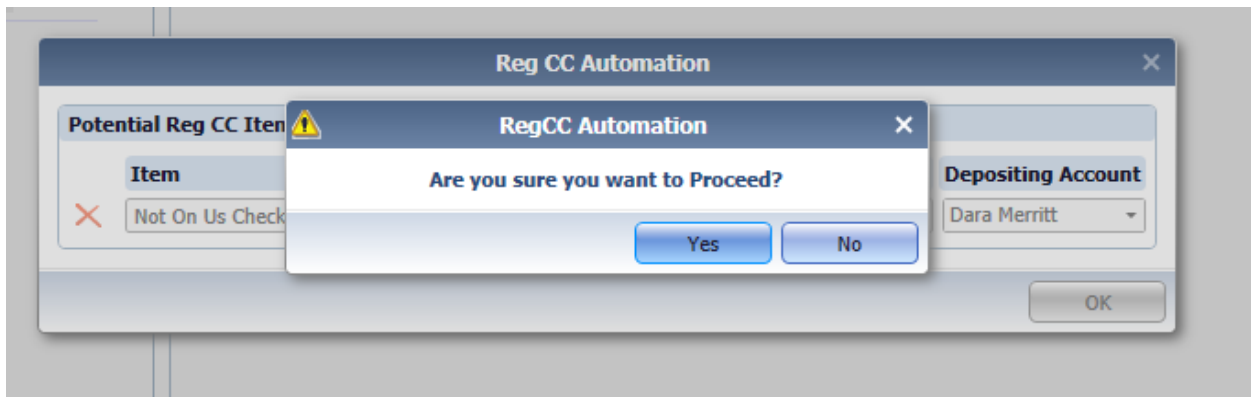 Reg CC Automation
Potential Reg CC Iten
RegCC Automation
Are you sure you want to Proceed?
Yes No
Item
Depositing Account
Not On Us Check
Dara Merritt
OK